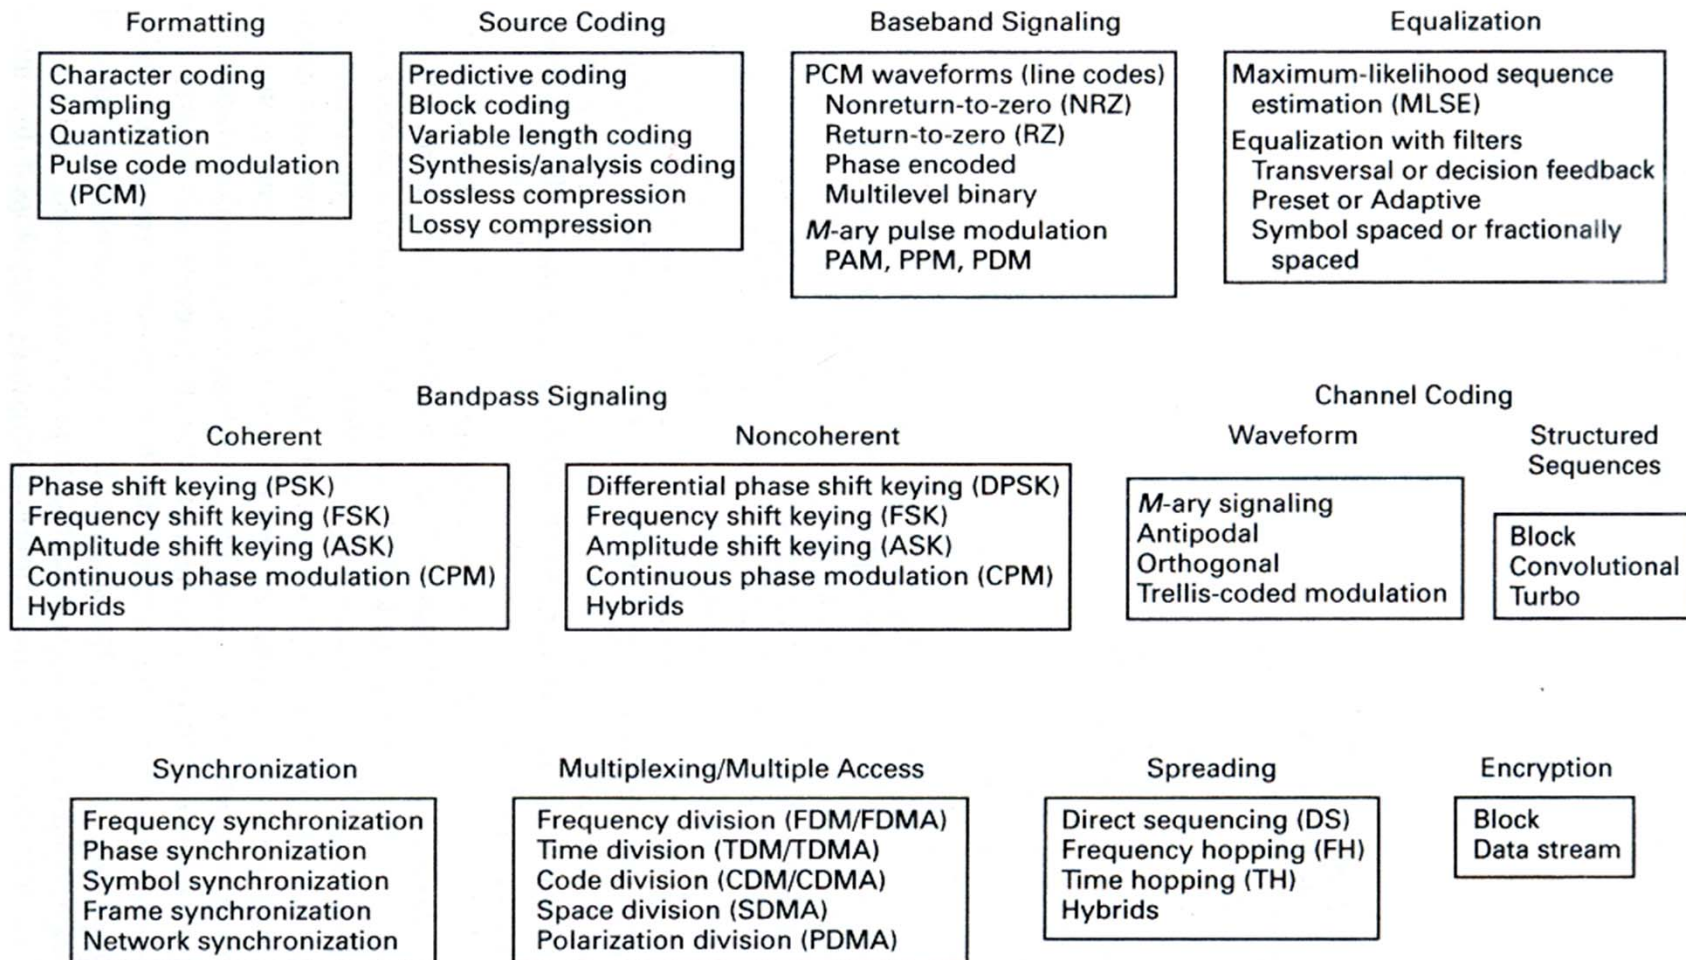 Formatting
Character coding
Sampling
Quantization
Pulse code modulation
(PCM)
Source Coding
Predictive coding
Block coding
Variable length coding
Synthesis/analysis coding
Lossless compression
Lossy compression
Baseband Signaling
PCM waveforms (line codes)
Nonreturn-to-zero (NRZ)
Return-to-zero (RZ)
Phase encoded
Multilevel binary
M-ary pulse modulation
PAM, PPM, PDM
Equalization
Maximum-likelihood sequence
estimation (MLSE)
Equalization with filters
Transversal or decision feedback
Preset or Adaptive
Symbol spaced or fractionally
spaced
Bandpass Signaling
Coherent
Phase shift keying (PSK)
Frequency shift keying (FSK)
Amplitude shift keying (ASK)
Continuous phase modulation (CPM)
Hybrids
Noncoherent
Differential phase shift keying (DPSK)
Frequency shift keying (FSK)
Amplitude shift keying (ASK)
Continuous phase modulation (CPM)
Hybrids
Channel Coding
Waveform
M-ary signaling
Antipodal
Orthogonal
Trellis-coded modulation
Structured
Sequences
Block
Convolutional
Turbo
Synchronization
Frequency synchronization
Phase synchronization
Symbol synchronization
Frame synchronization
Network synchronization
Multiplexing/Multiple Access
Frequency division (FDM/FDMA)
Time division (TDM/TDMA)
Code division (CDM/CDMA)
Space division (SDMA)
Polarization division (PDMA)
Spreading
Direct sequencing (DS)
Frequency hopping (FH)
Time hopping (TH)
Hybrids
Encryption
Block
Data stream